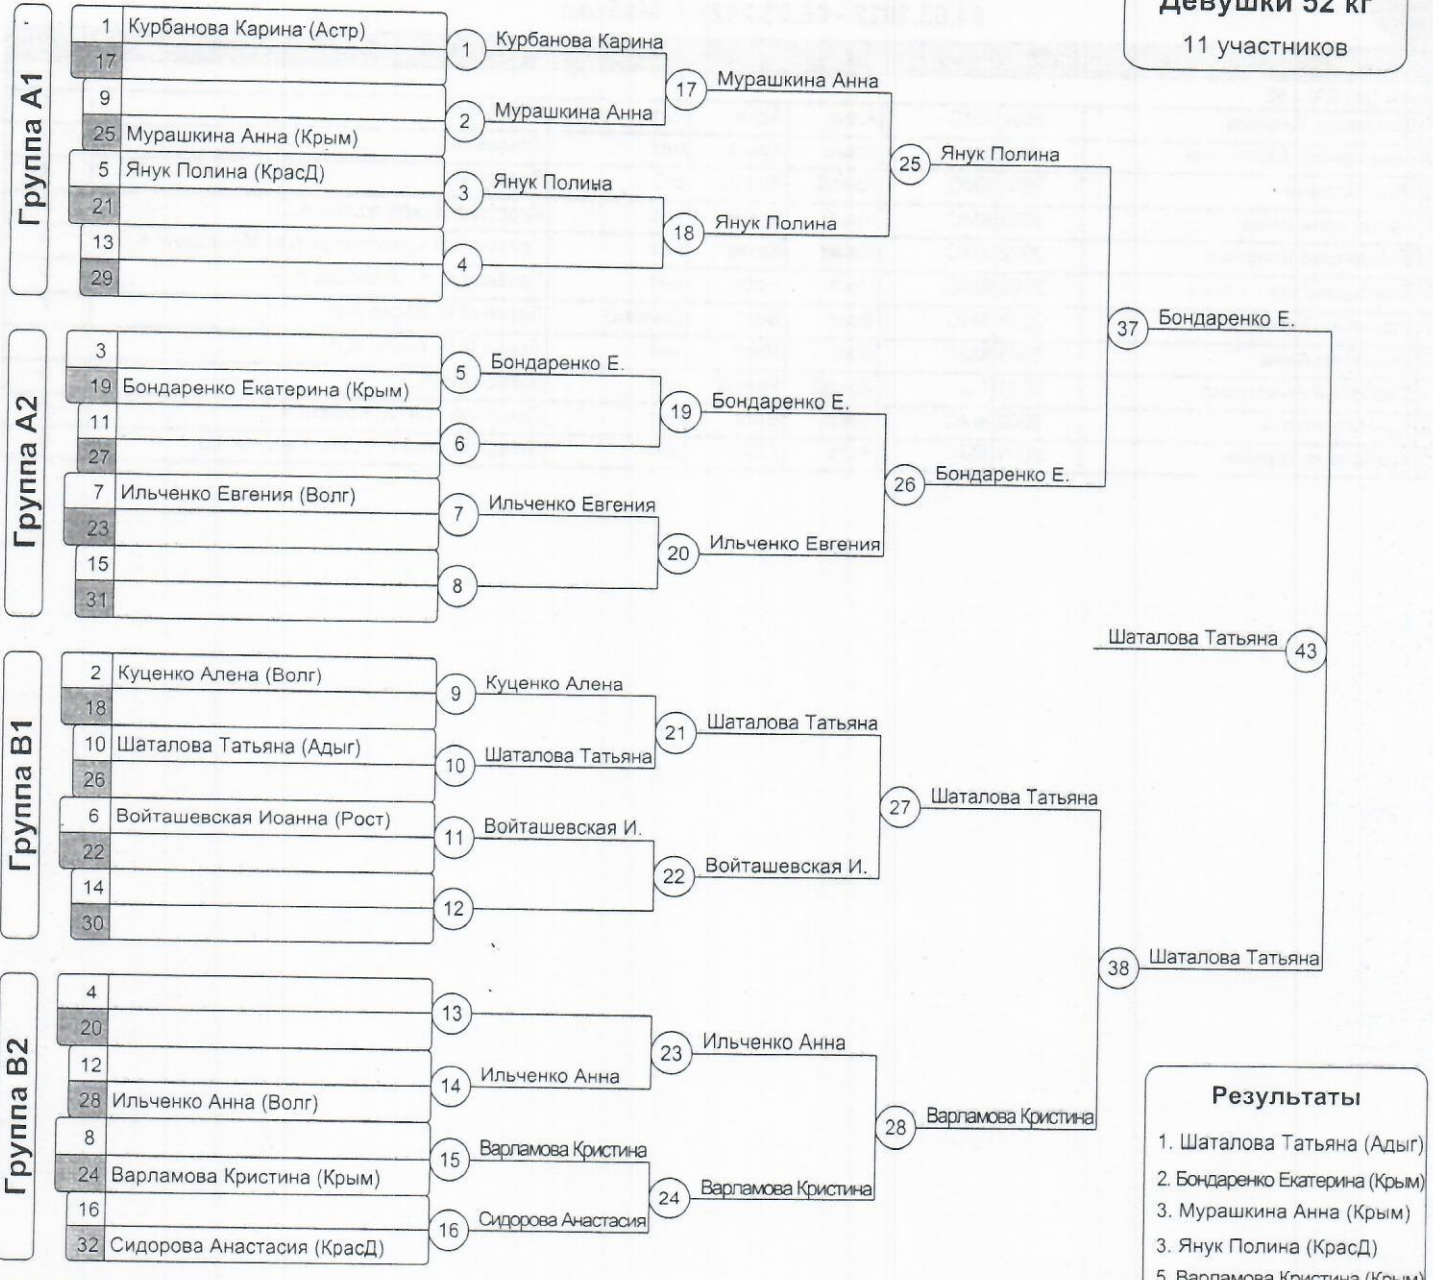 Девушки 52 кг
11 участников
Группа A1
1 Курбанова Карина (Астр)
17
9
25 Мурашкина Анна (Крым)
5 Янук Полина (КрасД)
21
13
29
1 Курбанова Карина
2 Мурашкина Анна
3 Янук Полина
4
17 Мурашкина Анна
18 Янук Полина
25 Янук Полина
Группа A2
3
19 Бондаренко Екатерина (Крым)
11
27
7 Ильченко Евгения (Волг)
23
15
31
5 Бондаренко Е.
6
7 Ильченко Евгения
8
19 Бондаренко Е.
20 Ильченко Евгения
26 Бондаренко Е.
37 Бондаренко Е.
Шаталова Татьяна 43
Группа B1
2 Куценко Алена (Волг)
18
10 Шаталова Татьяна (Адыг)
26
6 Войташевская Иоанна (Рост)
22
14
30
9 Куценко Алена
10 Шаталова Татьяна
11 Войташевская И.
12
21 Шаталова Татьяна
22 Войташевская И.
27 Шаталова Татьяна
Группа B2
4
20
12
28 Ильченко Анна (Волг)
8
24 Варламова Кристина (Крым)
16
32 Сидорова Анастасия (КрасД)
13
14 Ильченко Анна
15 Варламова Кристина
16 Сидорова Анастасия
23 Ильченко Анна
24 Варламова Кристина
28 Варламова Кристина
38 Шаталова Татьяна
Результаты
1. Шаталова Татьяна (Адыг)
2. Бондаренко Екатерина (Крым)
3. Мурашкина Анна (Крым)
3. Янук Полина (КрасД)
5. Варламова Кристина (Крым)